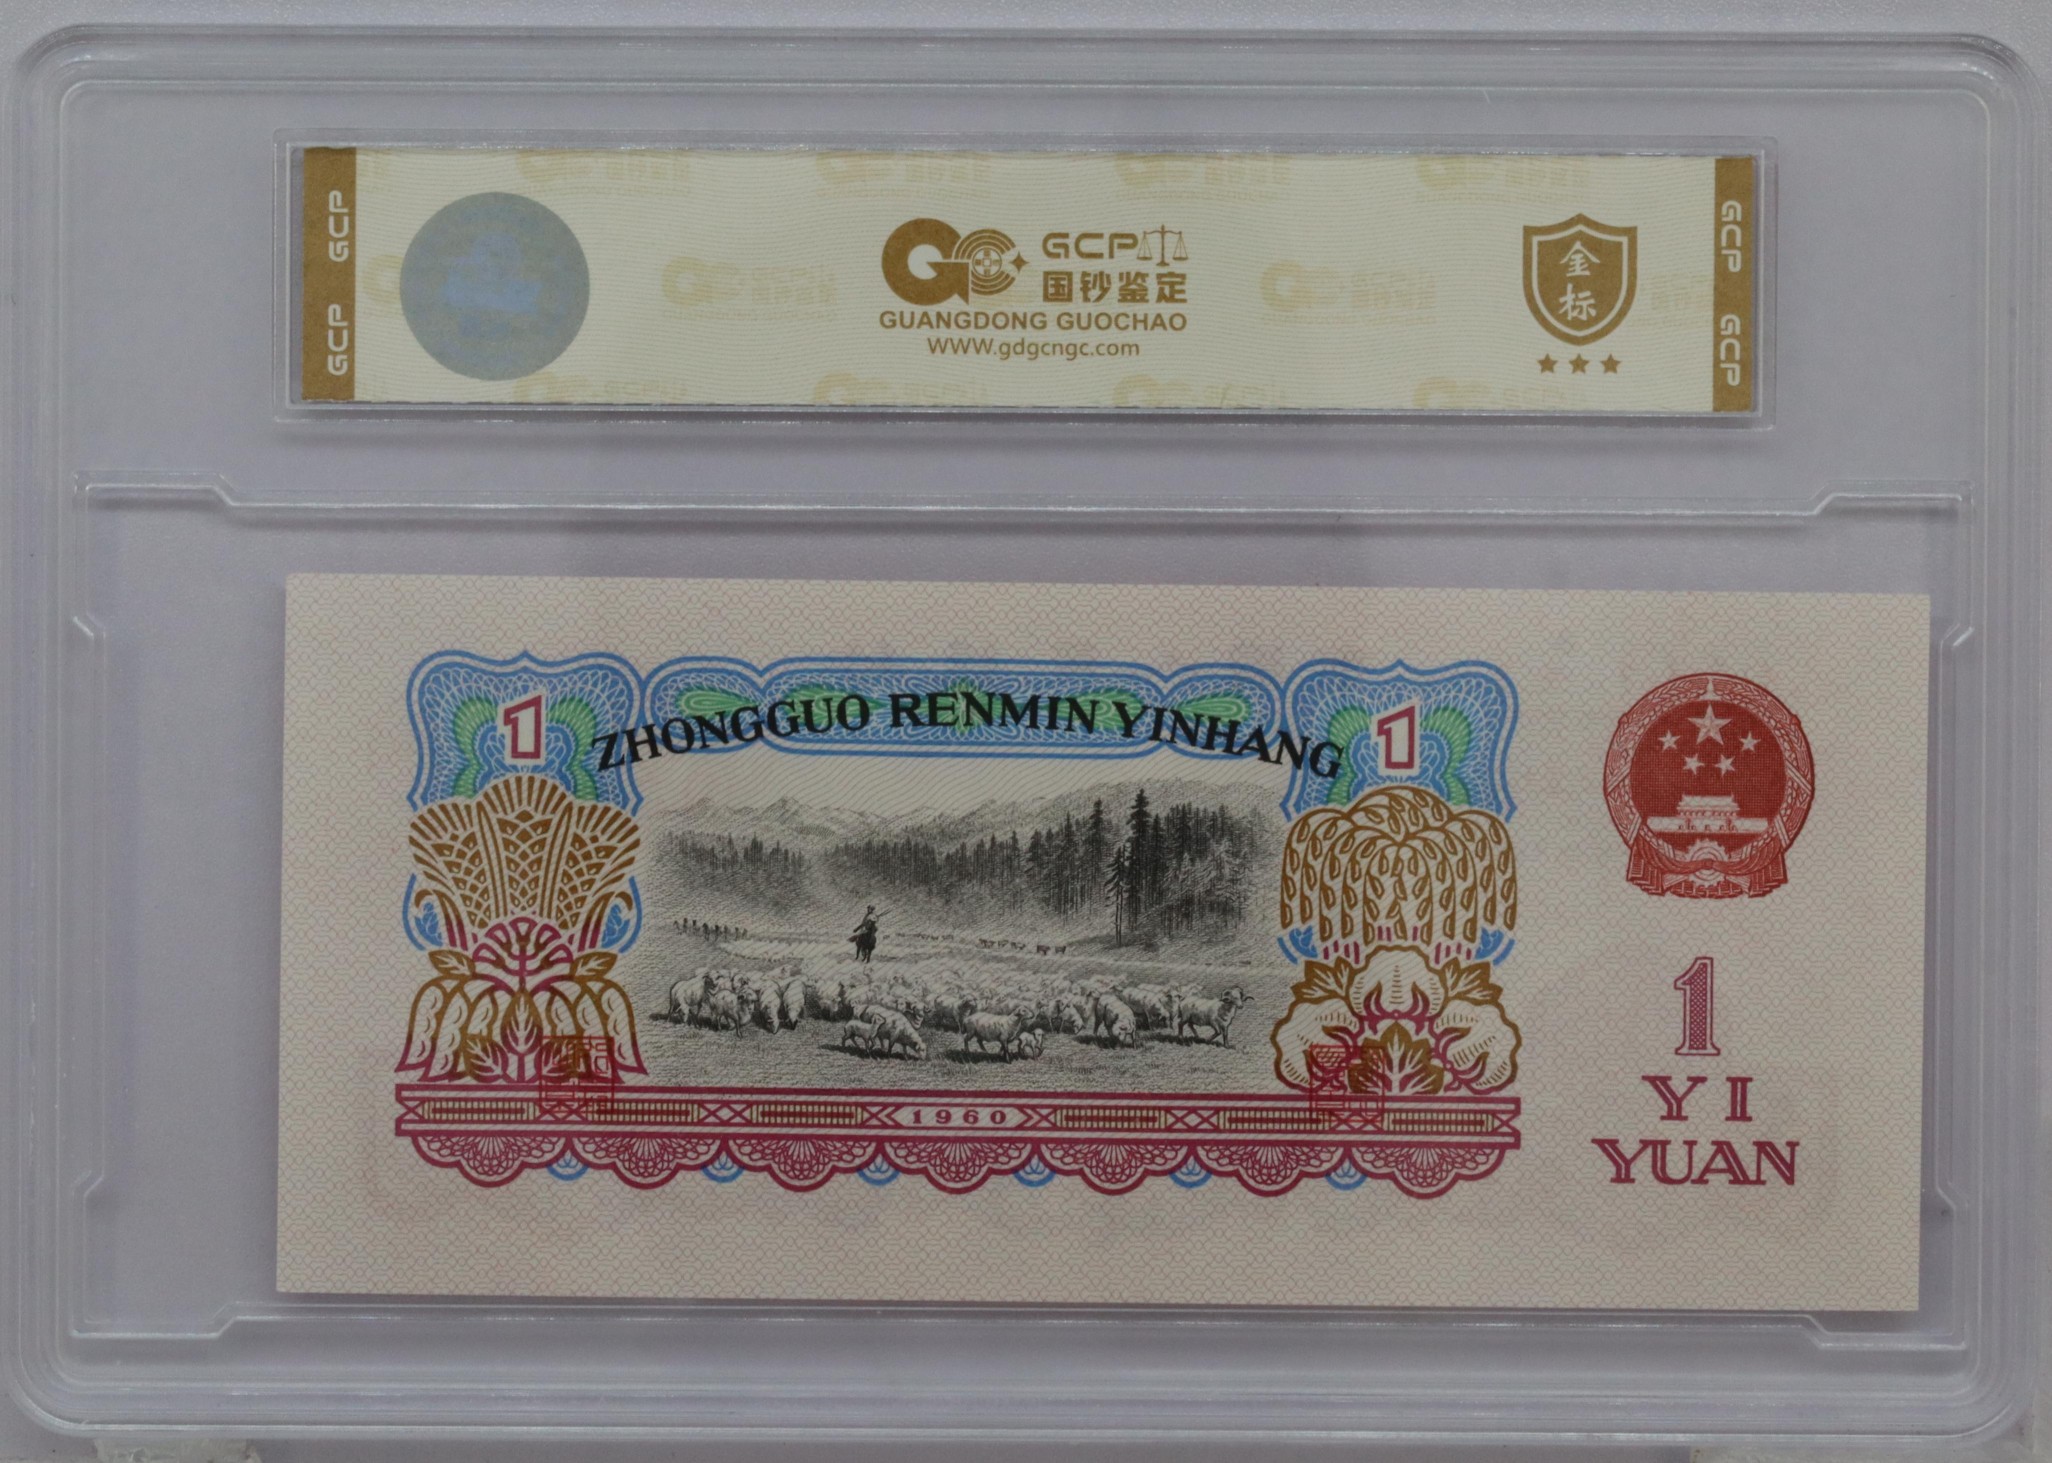 GCP GCP
GCP
国钞鉴定
GUANGDONG GUOCHAO
WWW.gdgcngc.com
金
标
GCP GCP
1
ZHONGGUO RENMIN YINHANG
1
1960
1
YI
YUAN